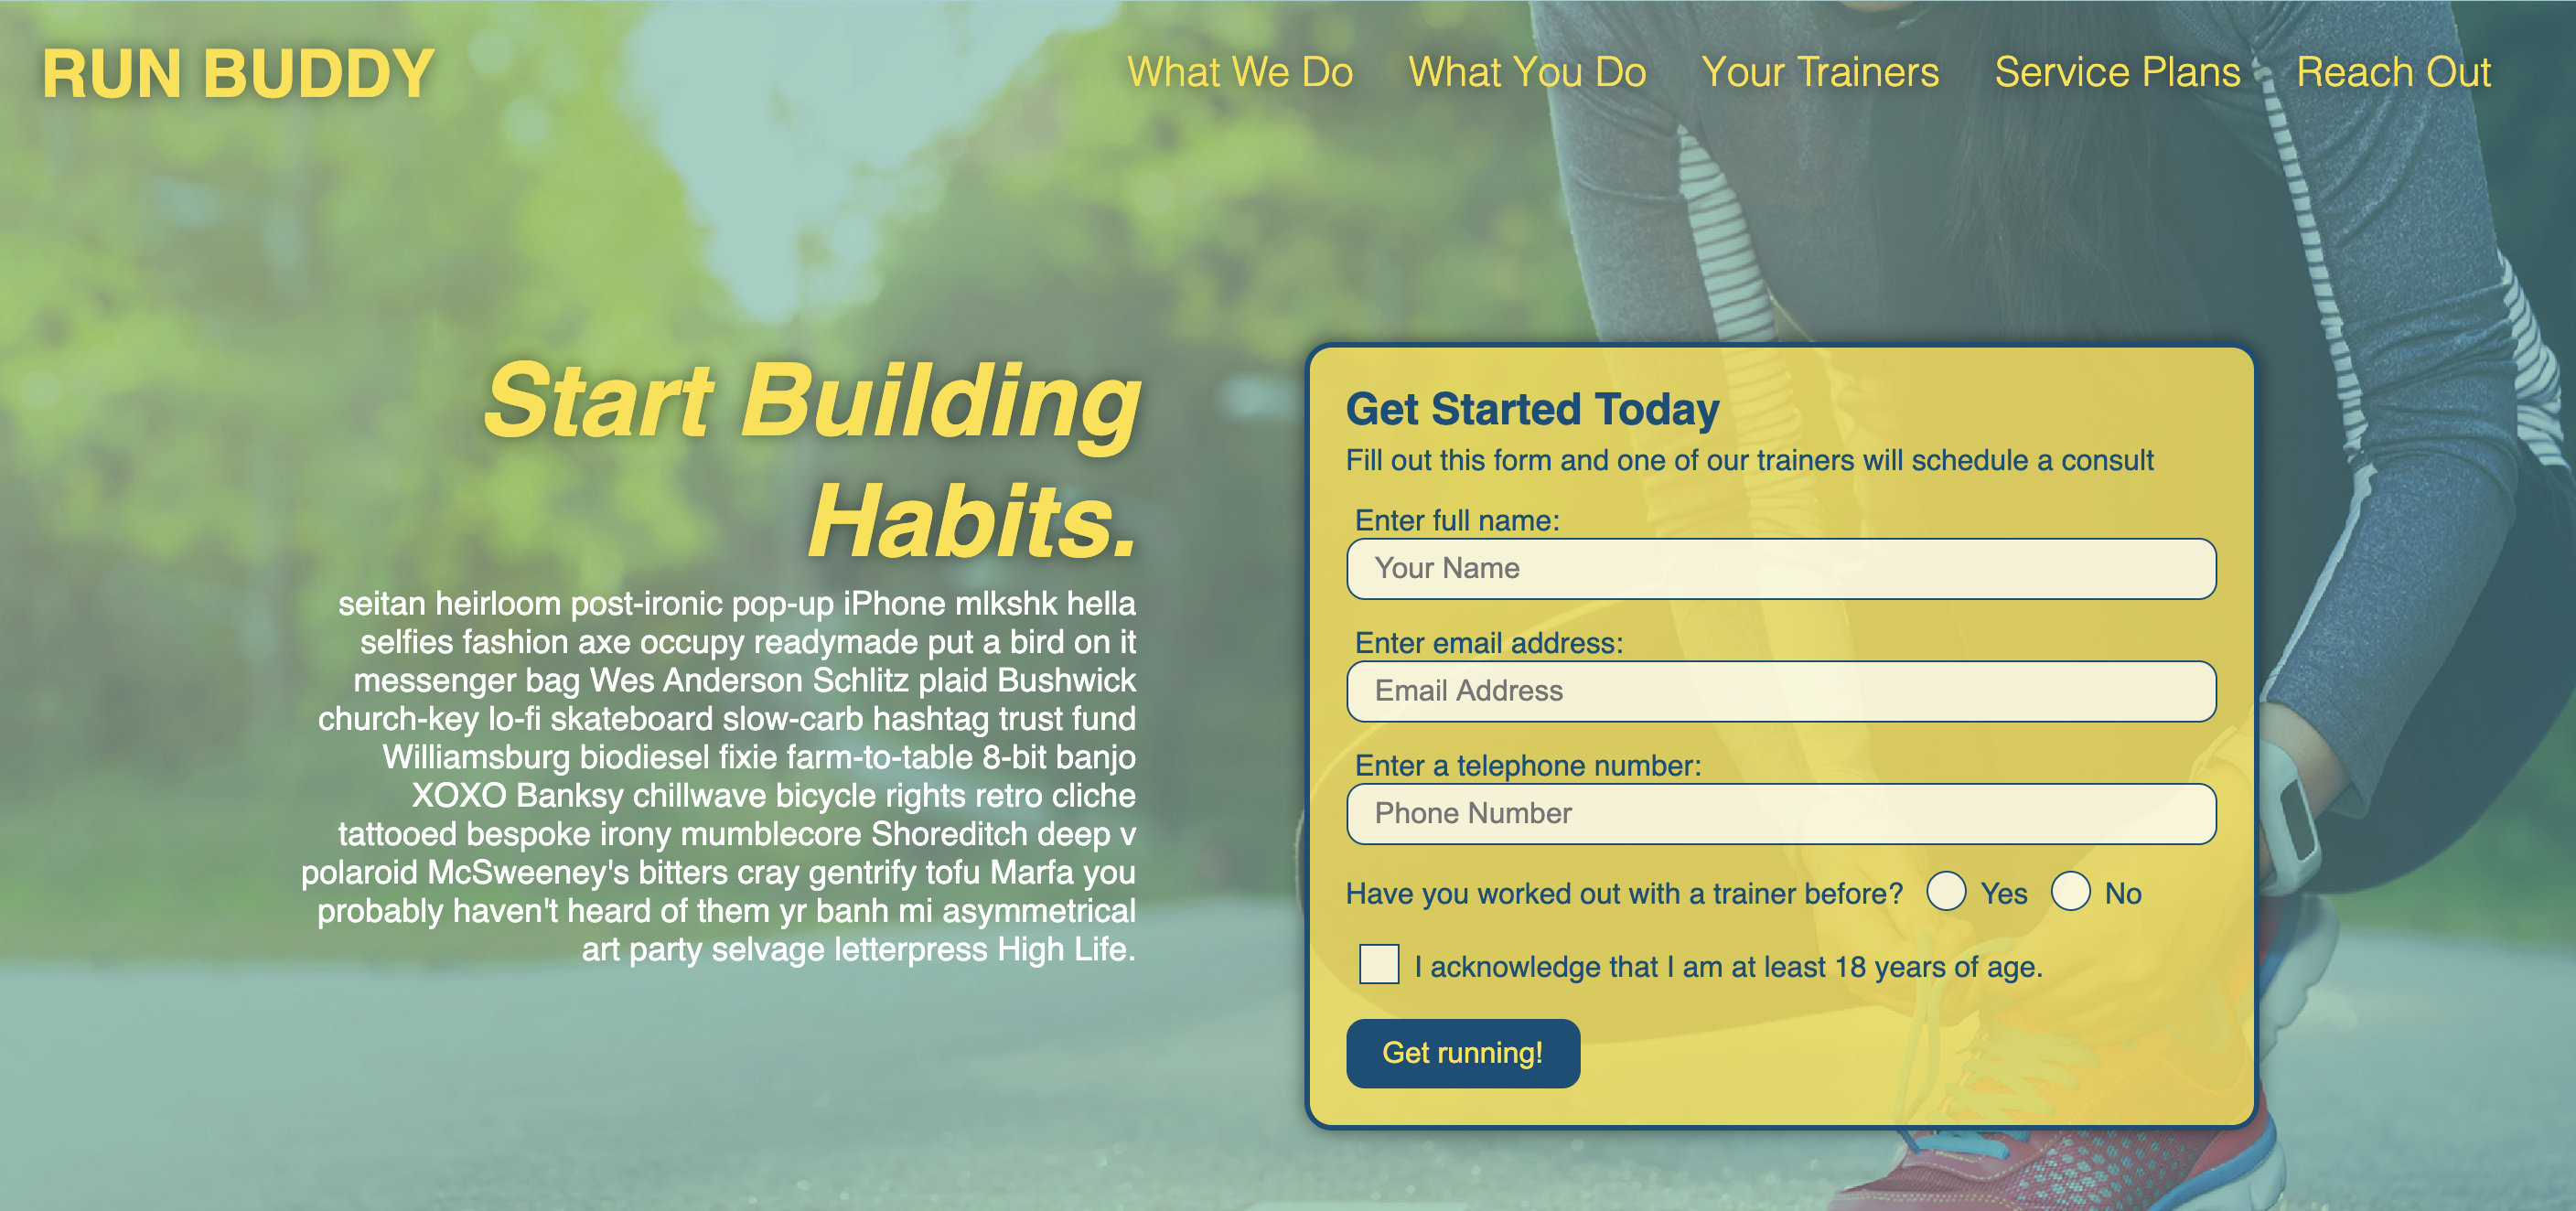 RUN BUDDY
What We Do What You Do Your Trainers Service Plans Reach Out
Start Building
Habits.
seitan heirloom post-ironic pop-up iPhone mlkshk hella
selfies fashion axe occupy readymade put a bird on it
messenger bag Wes Anderson Schlitz plaid Bushwick
church-key lo-fi skateboard slow-carb hashtag trust fund
Williamsburg biodiesel fixie farm-to-table 8-bit banjo
XOXO Banksy chillwave bicycle rights retro cliche
tattooed bespoke irony mumblecore Shoreditch deep v
polaroid McSweeney's bitters cray gentrify tofu Marfa you
probably haven't heard of them yr banh mi asymmetrical
art party selvage letterpress High Life.
Get Started Today
Fill out this form and one of our trainers will schedule a consult
Enter full name:
Your Name
Enter email address:
Email Address
Enter a telephone number:
Phone Number
Have you worked out with a trainer before? Yes No
I acknowledge that I am at least 18 years of age.
Get running!